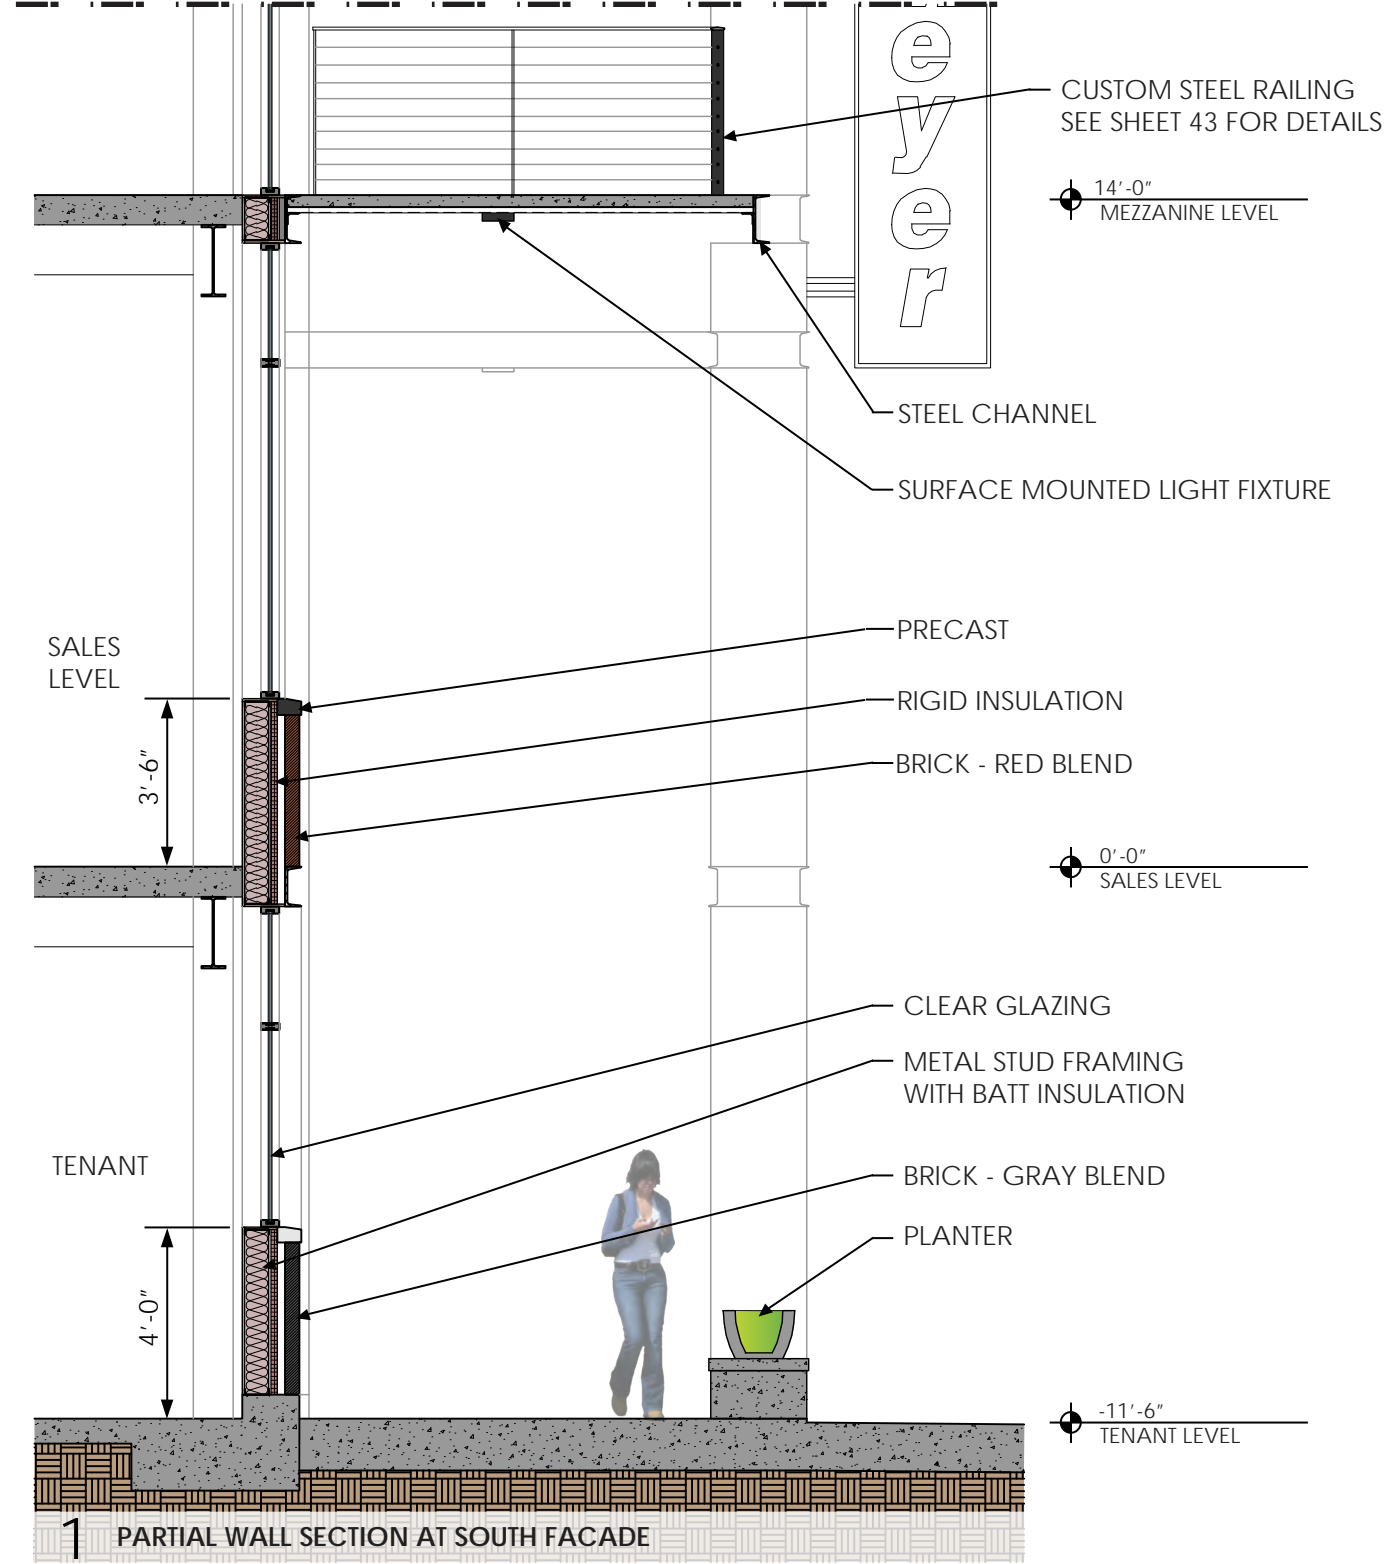 eyer
CUSTOM STEEL RAILING
SEE SHEET 43 FOR DETAILS
14'-0"
MEZZANINE LEVEL
STEEL CHANNEL
SURFACE MOUNTED LIGHT FIXTURE
PRECAST
SALES
LEVEL
RIGID INSULATION
3'-6"
BRICK - RED BLEND
0'-0"
SALES LEVEL
CLEAR GLAZING
METAL STUD FRAMING
WITH BATT INSULATION
TENANT
BRICK - GRAY BLEND
PLANTER
4'-0"
-11'-6"
TENANT LEVEL
1 PARTIAL WALL SECTION AT SOUTH FACADE